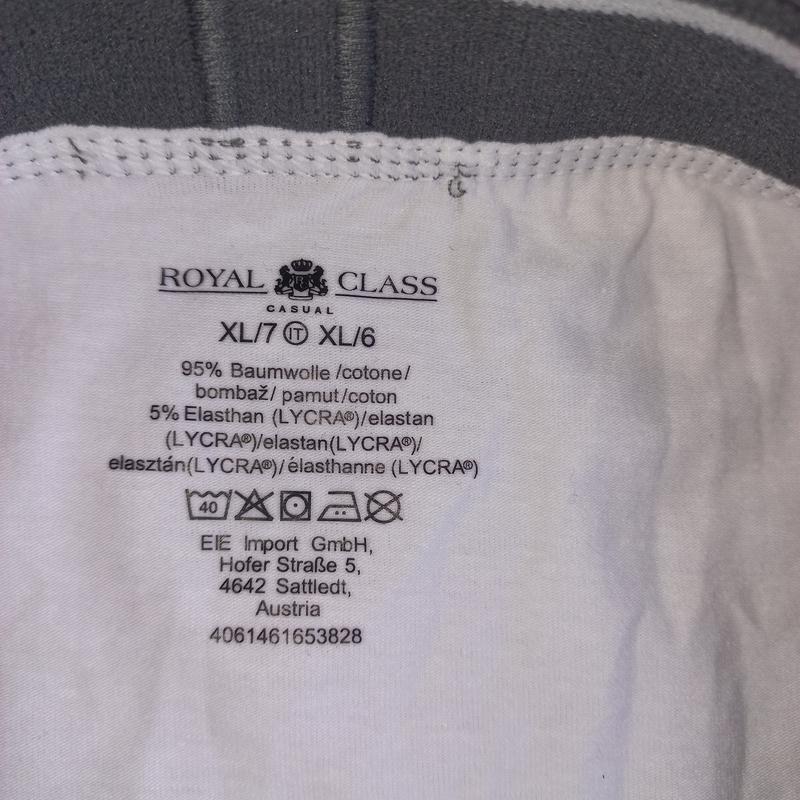 ROYAL CLASS
CASUAL
XL/7 IT XL/6
95% Baumwolle /cotone/
bombaž/ pamut/coton
5% Elasthan (LYCRA®)/elastan
(LYCRA®)/elastan(LYCRA®)/
elasztán(LYCRA®)/élasthanne (LYCRA®)
40
EIE Import GmbH,
Hofer Straße 5,
4642 Sattledt,
Austria
4061461653828